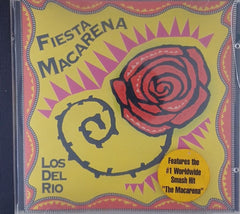 FIESTA
MACARENA
LOS
DEL
RIO
Features the
#1 Worldwide
Smash Hit
"The Macarena"